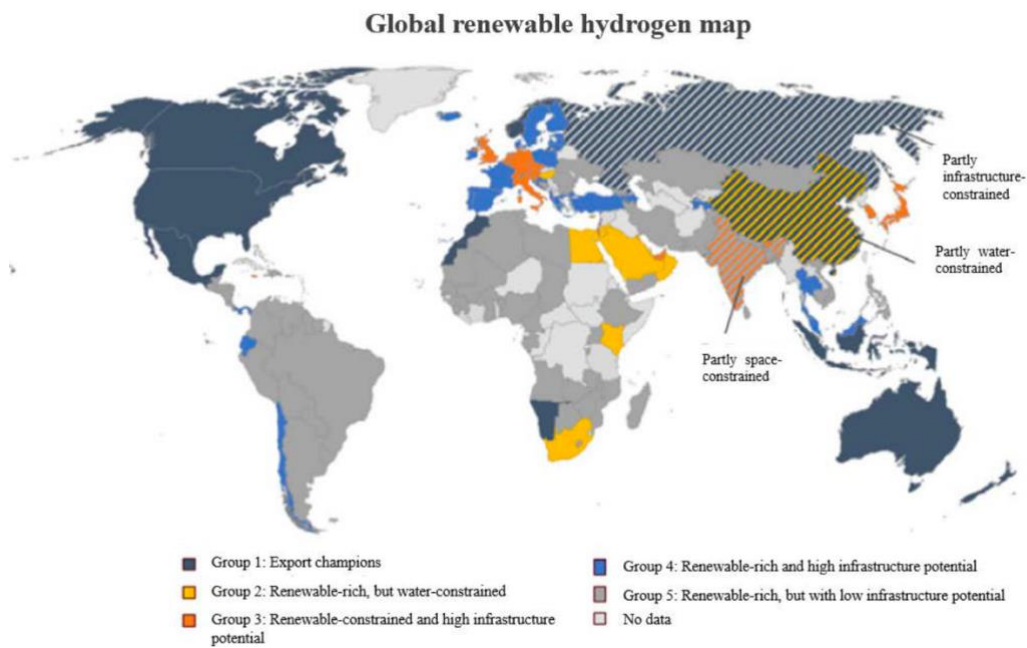 Global renewable hydrogen map
Partly
infrastructure-
constrained
Partly water-
constrained
Partly space-
constrained
Group 1: Export champions
Group 2: Renewable-rich, but water-constrained
Group 3: Renewable-constrained and high infrastructure
potential
Group 4: Renewable-rich and high infrastructure potential
Group 5: Renewable-rich, but with low infrastructure potential
No data